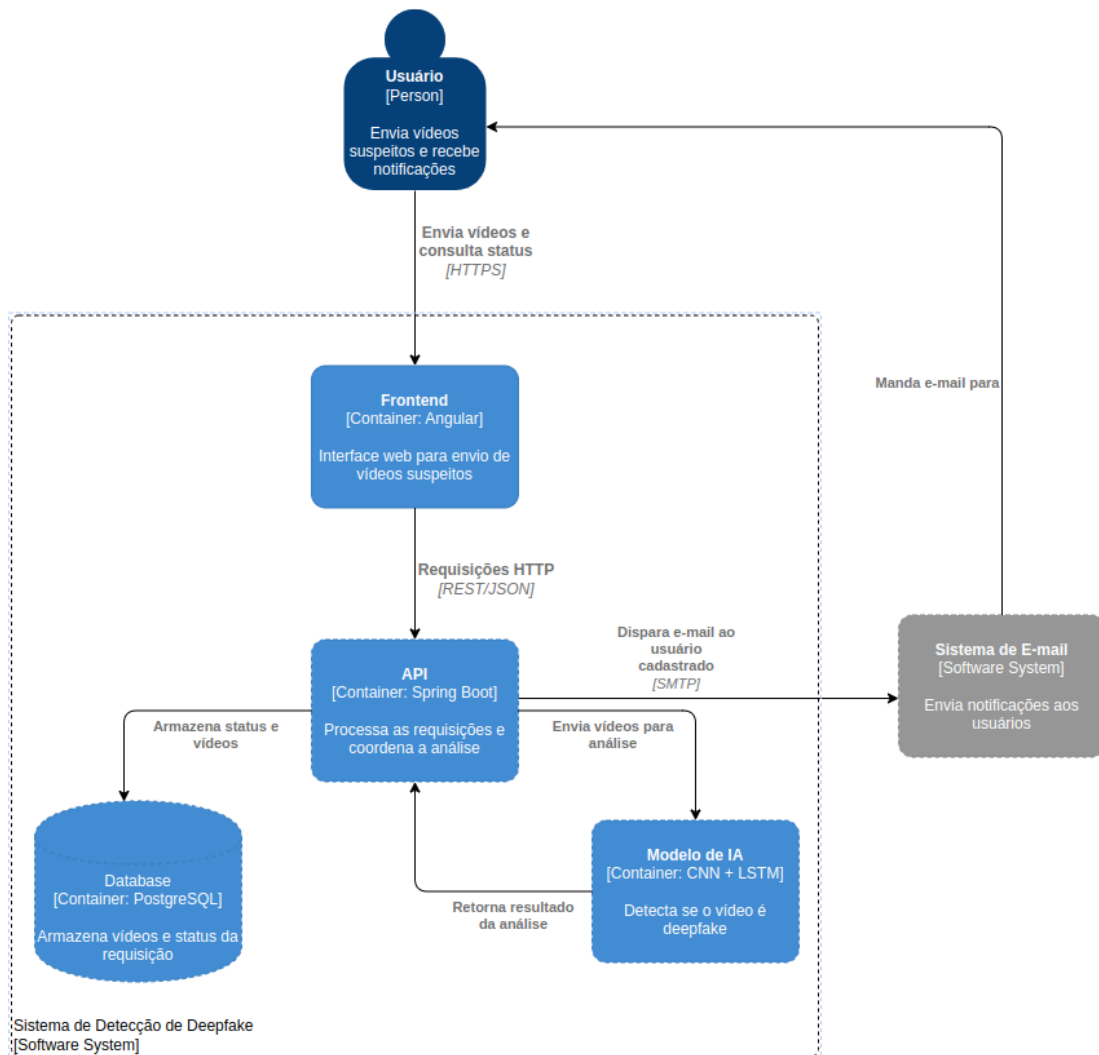 Usuário
[Person]
Envia vídeos
suspeitos e recebe
notificações
Envia vídeos e
consulta status
[HTTPS]
Manda e-mail para
Frontend
[Container: Angular]
Interface web para envio de
vídeos suspeitos
Requisições HTTP
[REST/JSON]
Dispara e-mail ao
usuário
cadastrado
[SMTP]
Sistema de E-mail
[Software System]
Envia notificações aos
usuários
API
[Container: Spring Boot]
Processa as requisições e
coordena a análise
Armazena status e
vídeos
Envia vídeos para
análise
Modelo de IA
[Container: CNN + LSTM]
Detecta se o vídeo é
deepfake
Retorna resultado
da análise
Database
[Container: PostgreSQL]
Armazena vídeos e status da
requisição
Sistema de Detecção de Deepfake
[Software System]